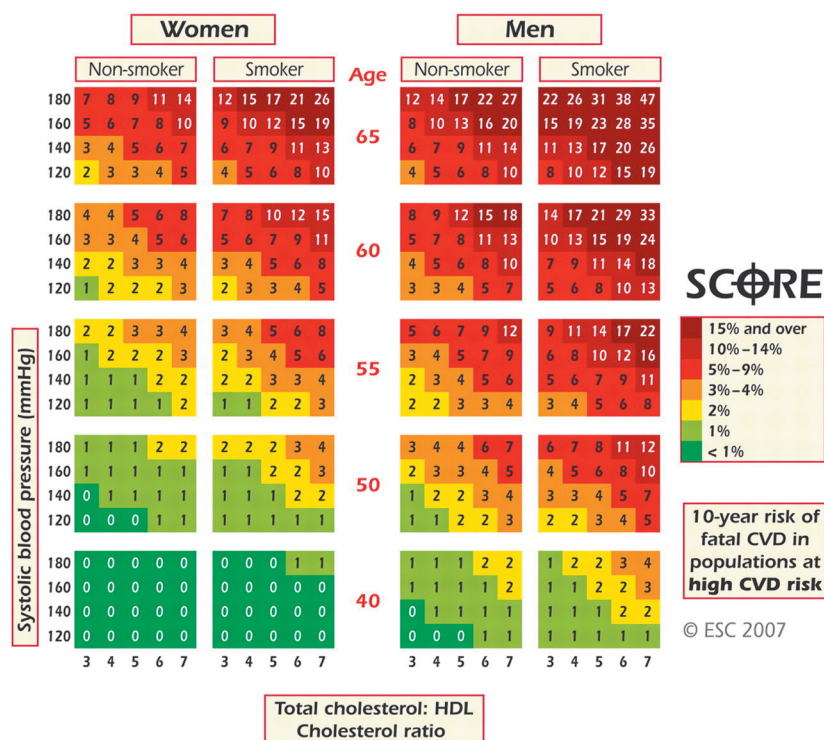 Women Men
Non-smoker Smoker Age Non-smoker Smoker
180 7 8 9 11 14 12 15 17 21 26 12 14 17 22 27 22 26 31 38 47
160 5 6 7 8 10 9 10 12 15 19 65 8 10 13 16 20 15 19 23 28 35
140 3 4 5 6 7 6 7 9 11 13 6 7 9 11 14 11 13 17 20 26
120 2 3 3 4 5 4 5 6 8 10 4 5 6 8 10 8 10 12 15 19
180 4 4 5 6 8 7 8 10 12 15 8 9 12 15 18 14 17 21 29 33
160 3 3 4 5 6 5 6 7 9 11 60 5 7 8 11 13 10 13 15 19 24
140 2 2 3 3 4 3 4 5 6 8 4 5 6 8 10 7 9 11 14 18
120 1 2 2 2 3 2 3 3 4 5 3 3 4 5 7 5 6 8 10 13
180 2 2 3 3 4 3 4 5 6 8 5 6 7 9 12 9 11 14 17 22
160 1 2 2 2 3 2 3 4 5 6 55 3 4 5 7 9 6 8 10 12 16
140 1 1 1 2 2 2 2 3 3 4 2 3 4 5 6 5 6 7 9 11
120 1 1 1 1 2 1 1 2 2 3 2 2 3 3 4 3 4 5 6 8
180 1 1 1 2 2 2 2 2 3 4 3 4 4 6 7 6 7 8 11 12
160 1 1 1 1 1 1 1 2 2 3 50 2 3 3 4 5 4 5 6 8 10
140 0 1 1 1 1 1 1 1 2 2 1 2 2 3 4 3 3 4 5 7
120 0 0 0 1 1 1 1 1 1 1 1 1 2 2 3 2 2 3 4 5
180 0 0 0 0 0 0 0 0 1 1 1 1 1 2 2 1 2 2 3 4
160 0 0 0 0 0 0 0 0 0 0 40 1 1 1 1 2 1 1 2 2 3
140 0 0 0 0 0 0 0 0 0 0 0 1 1 1 1 1 1 1 2 2
120 0 0 0 0 0 0 0 0 0 0 0 0 0 1 1 1 1 1 1 1
3 4 5 6 7 3 4 5 6 7 3 4 5 6 7 3 4 5 6 7
Systolic blood pressure (mmHg)
Total cholesterol: HDL
Cholesterol ratio
SCORE
15% and over
10%–14%
5%–9%
3%–4%
2%
1%
< 1%
10-year risk of
fatal CVD in
populations at
high CVD risk
© ESC 2007